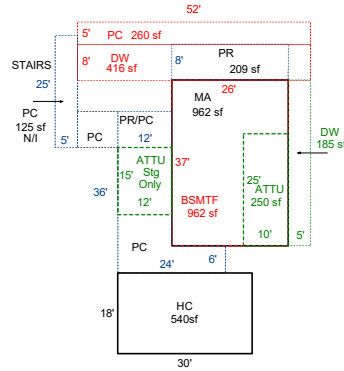 52'
5' PC 260 sf
8' DW
416 sf
8' PR
209 sf
STAIRS
25'
PC
125 sf
N/I
5'
PC
PR/PC
12'
26'
MA
962 sf
DW
185 sf
15'
ATTU
Stg
Only
12'
37'
36'
25'
ATTU
250 sf
BSMTF
962 sf
10'
5'
PC
6'
24'
18'
HC
540sf
30'